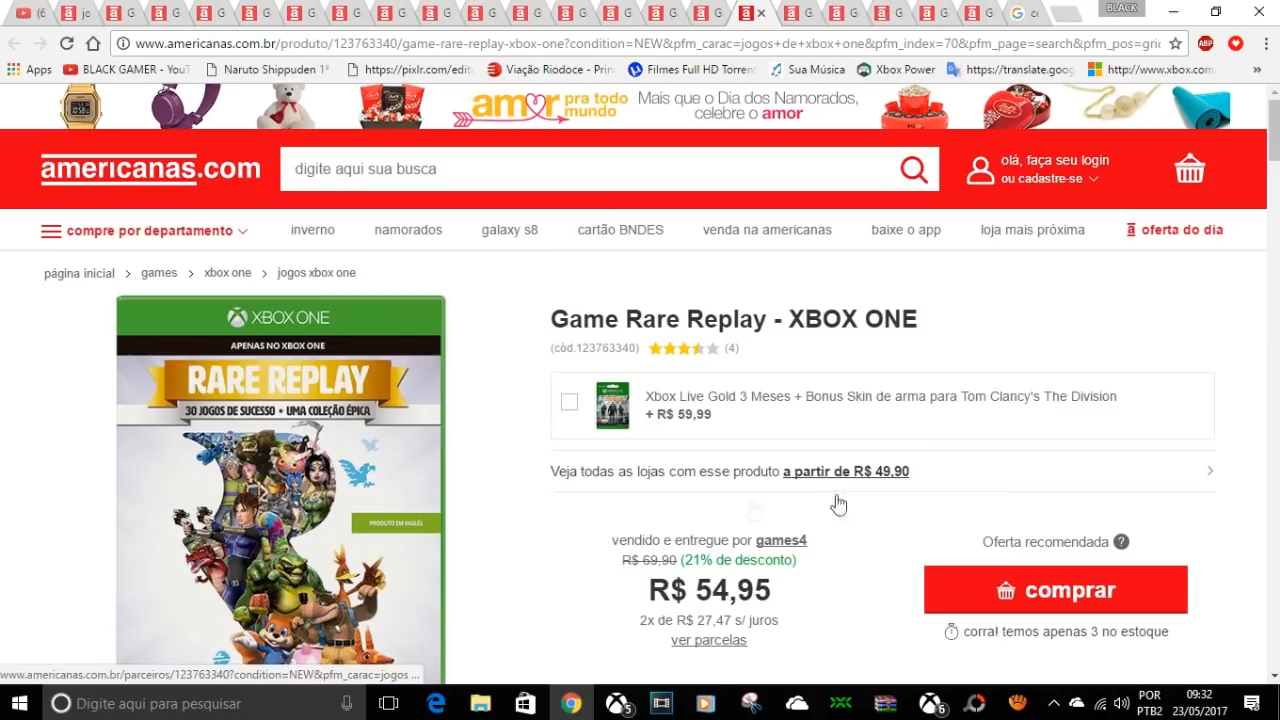 (6
BLACK
www.americanas.com.br/produto/123763340/game-rare-replay-xbox-one?condition=NEW&pfm_carac=jogos+de+xbox+one&pfm_index=70&pfm_page=search&pfm_pos=gric
ABP
Apps
BLACK GAMER - YouT
Naruto Shippuden 1ª
https://pixlr.com/edit
Viação Riodoce - Prin
Filmes Full HD Torrent
Sua Música
Xbox Power
https://translate.goog
http://www.xbox.com
amor pra todo mundo
Mais que o Dia dos Namorados,
celebre o amor
americanas.com
digite aqui sua busca
olá, faça seu login
ou cadastre-se
compre por departamento
inverno
namorados
galaxy s8
cartão BNDES
venda na americanas
baixe o app
loja mais próxima
oferta do dia
página inicial > games > xbox one > jogos xbox one
XBOX ONE
APENAS NO XBOX ONE
RARE REPLAY
30 JOGOS DE SUCESSO • UMA COLEÇÃO ÉPICA
PRODUTO EM INGLÊS
Game Rare Replay - XBOX ONE
(cód.123763340) (4)
Xbox Live Gold 3 Meses + Bonus Skin de arma para Tom Clancy's The Division
+ R$ 59,99
Veja todas as lojas com esse produto a partir de R$ 49,90
vendido e entregue por games4
R$ 69,90 (21% de desconto)
R$ 54,95
2x de R$ 27,47 s/ juros
ver parcelas
Oferta recomendada ?
comprar
corra! temos apenas 3 no estoque
www.americanas.com.br/parceiros/123763340?condition=NEW&pfm_carac=jogos ...
Digite aqui para pesquisar
5
6
POR
PTB2
09:32
23/05/2017